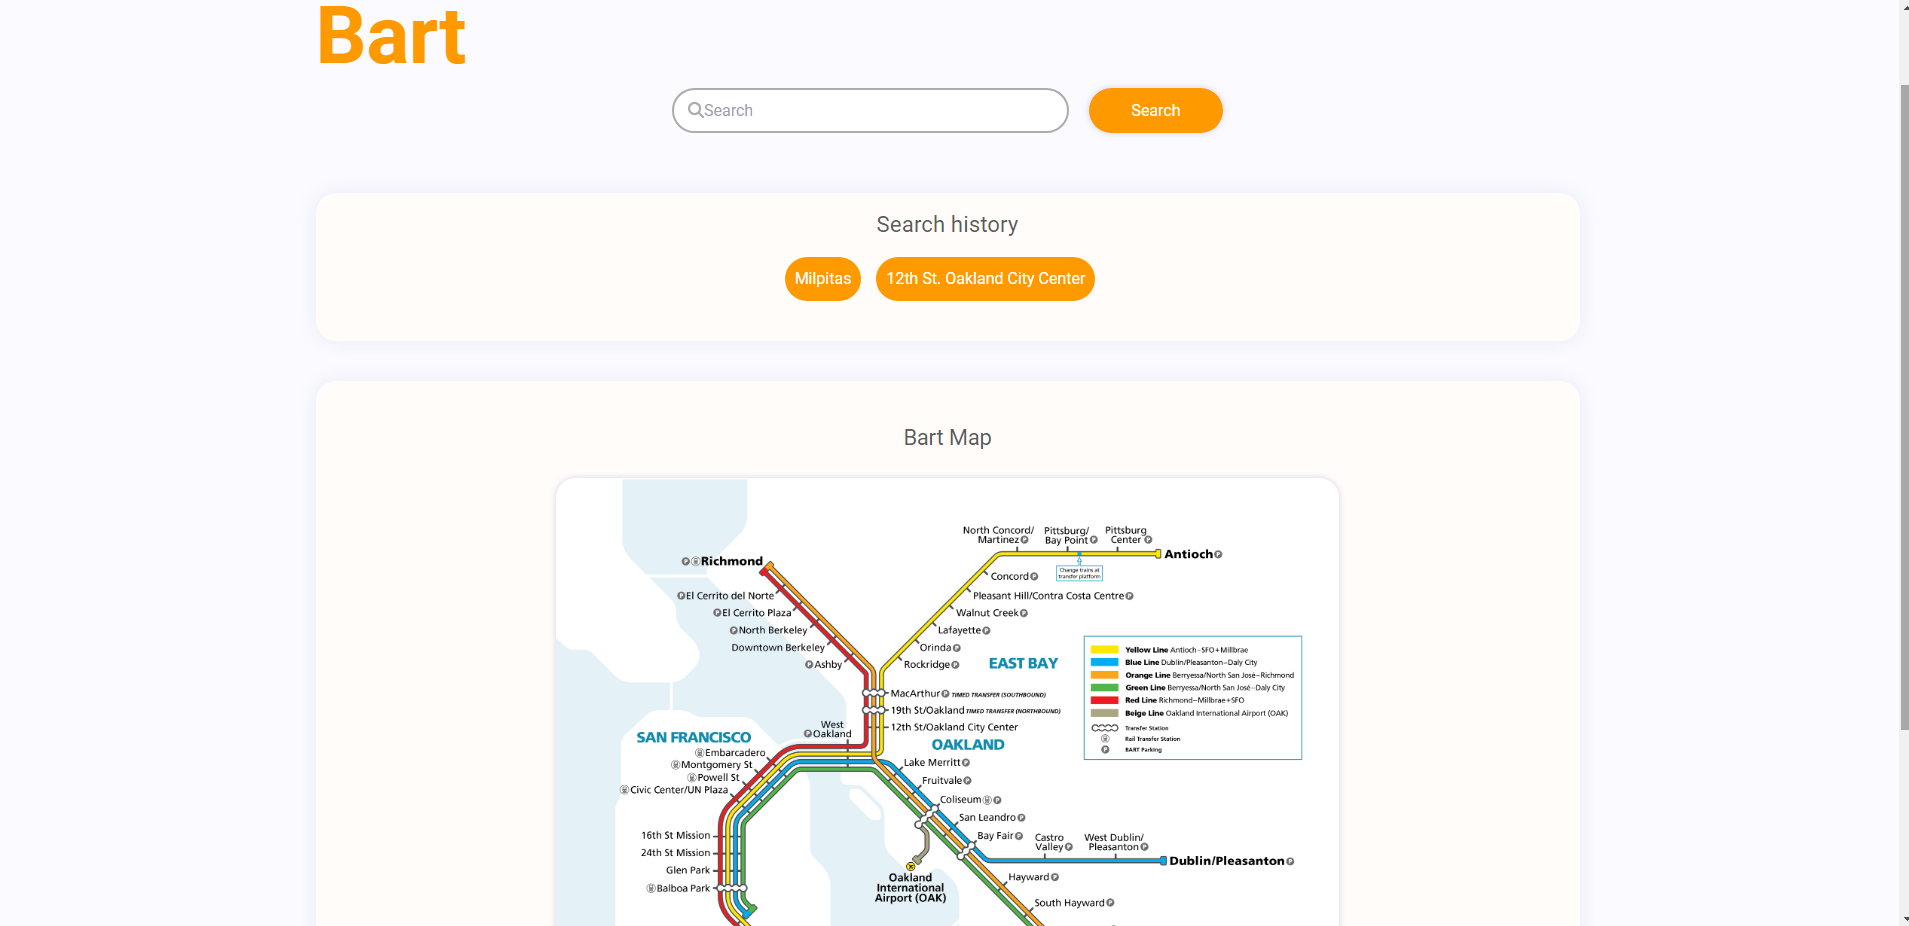 Bart
Search
Search
Search history
Milpitas
12th St. Oakland City Center
Bart Map
North Concord/
Martinez
Pittsburg/
Bay Point
Pittsburg
Center
Antioch
Change trains at
transfer platform
Richmond
Concord
El Cerrito del Norte
Pleasant Hill/Contra Costa Centre
El Cerrito Plaza
Walnut Creek
North Berkeley
Lafayette
Downtown Berkeley
Orinda
Ashby
Rockridge
EAST BAY
Yellow Line Antioch–SFO+Millbrae
Blue Line Dublin/Pleasanton–Daly City
Orange Line Berryessa/North San José–Richmond
Green Line Berryessa/North San José–Daly City
Red Line Richmond–Millbrae+SFO
Beige Line Oakland International Airport (OAK)
Transfer Station
Rail Transfer Station
BART Parking
MacArthur TIMED TRANSFER (SOUTHBOUND)
19th St/Oakland TIMED TRANSFER (NORTHBOUND)
12th St/Oakland City Center
West
Oakland
SAN FRANCISCO
OAKLAND
Embarcadero
Montgomery St
Powell St
Civic Center/UN Plaza
Lake Merritt
Fruitvale
Coliseum
San Leandro
Bay Fair
Castro
Valley
West Dublin/
Pleasanton
Dublin/Pleasanton
16th St Mission
24th St Mission
Glen Park
Balboa Park
Oakland
International
Airport (OAK)
Hayward
South Hayward